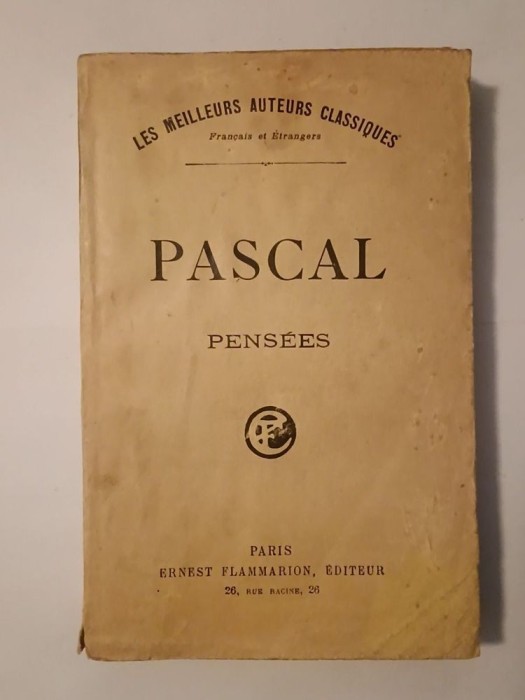 LES MEILLEURS AUTEURS CLASSIQUES
Français et Étrangers
PASCAL
PENSÉES
PARIS
ERNEST FLAMMARION, ÉDITEUR
26, RUE RACINE, 26